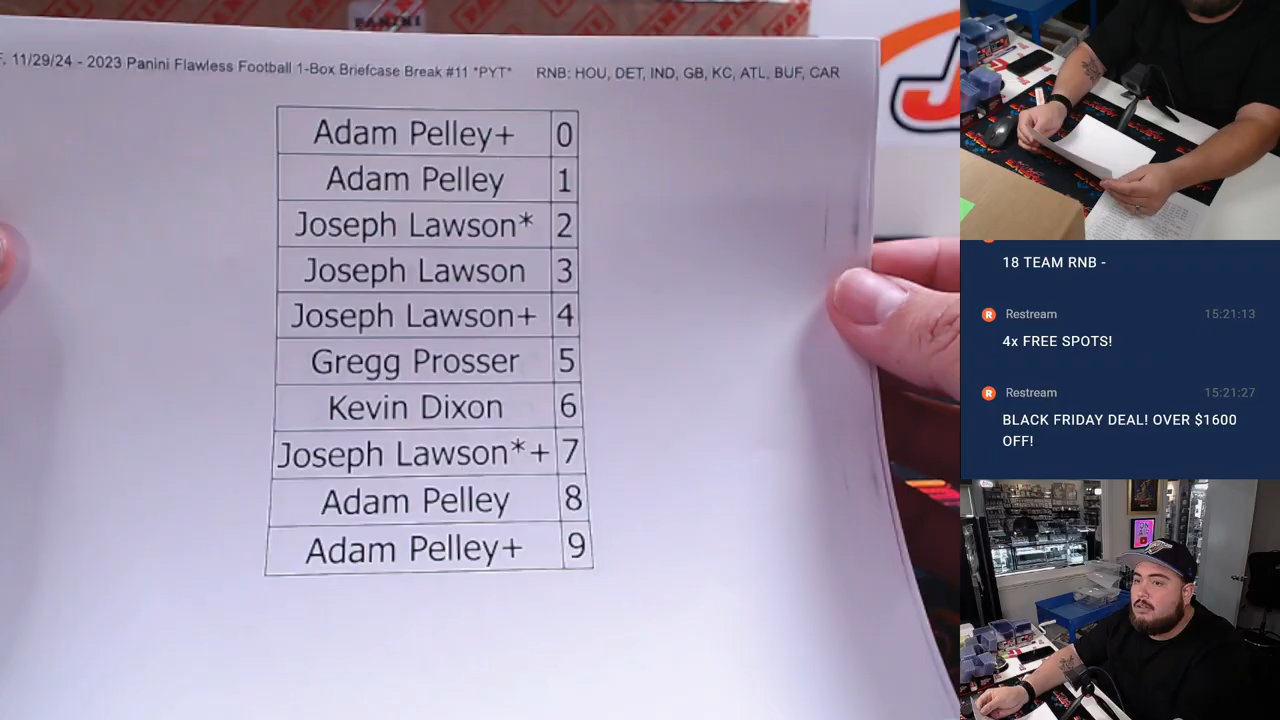 PANINI
F. 11/29/24 - 2023 Panini Flawless Football 1-Box Briefcase Break #11 *PYT* RNB: HOU, DET, IND, GB, KC, ATL, BUF, CAR
Adam Pelley+ 0
Adam Pelley 1
Joseph Lawson* 2
Joseph Lawson 3
Joseph Lawson+ 4
Gregg Prosser 5
Kevin Dixon 6
Joseph Lawson*+ 7
Adam Pelley 8
Adam Pelley+ 9
18 TEAM RNB -
R Restream 15:21:13
4x FREE SPOTS!
R Restream 15:21:27
BLACK FRIDAY DEAL! OVER $1600
OFF!
ON
AIR